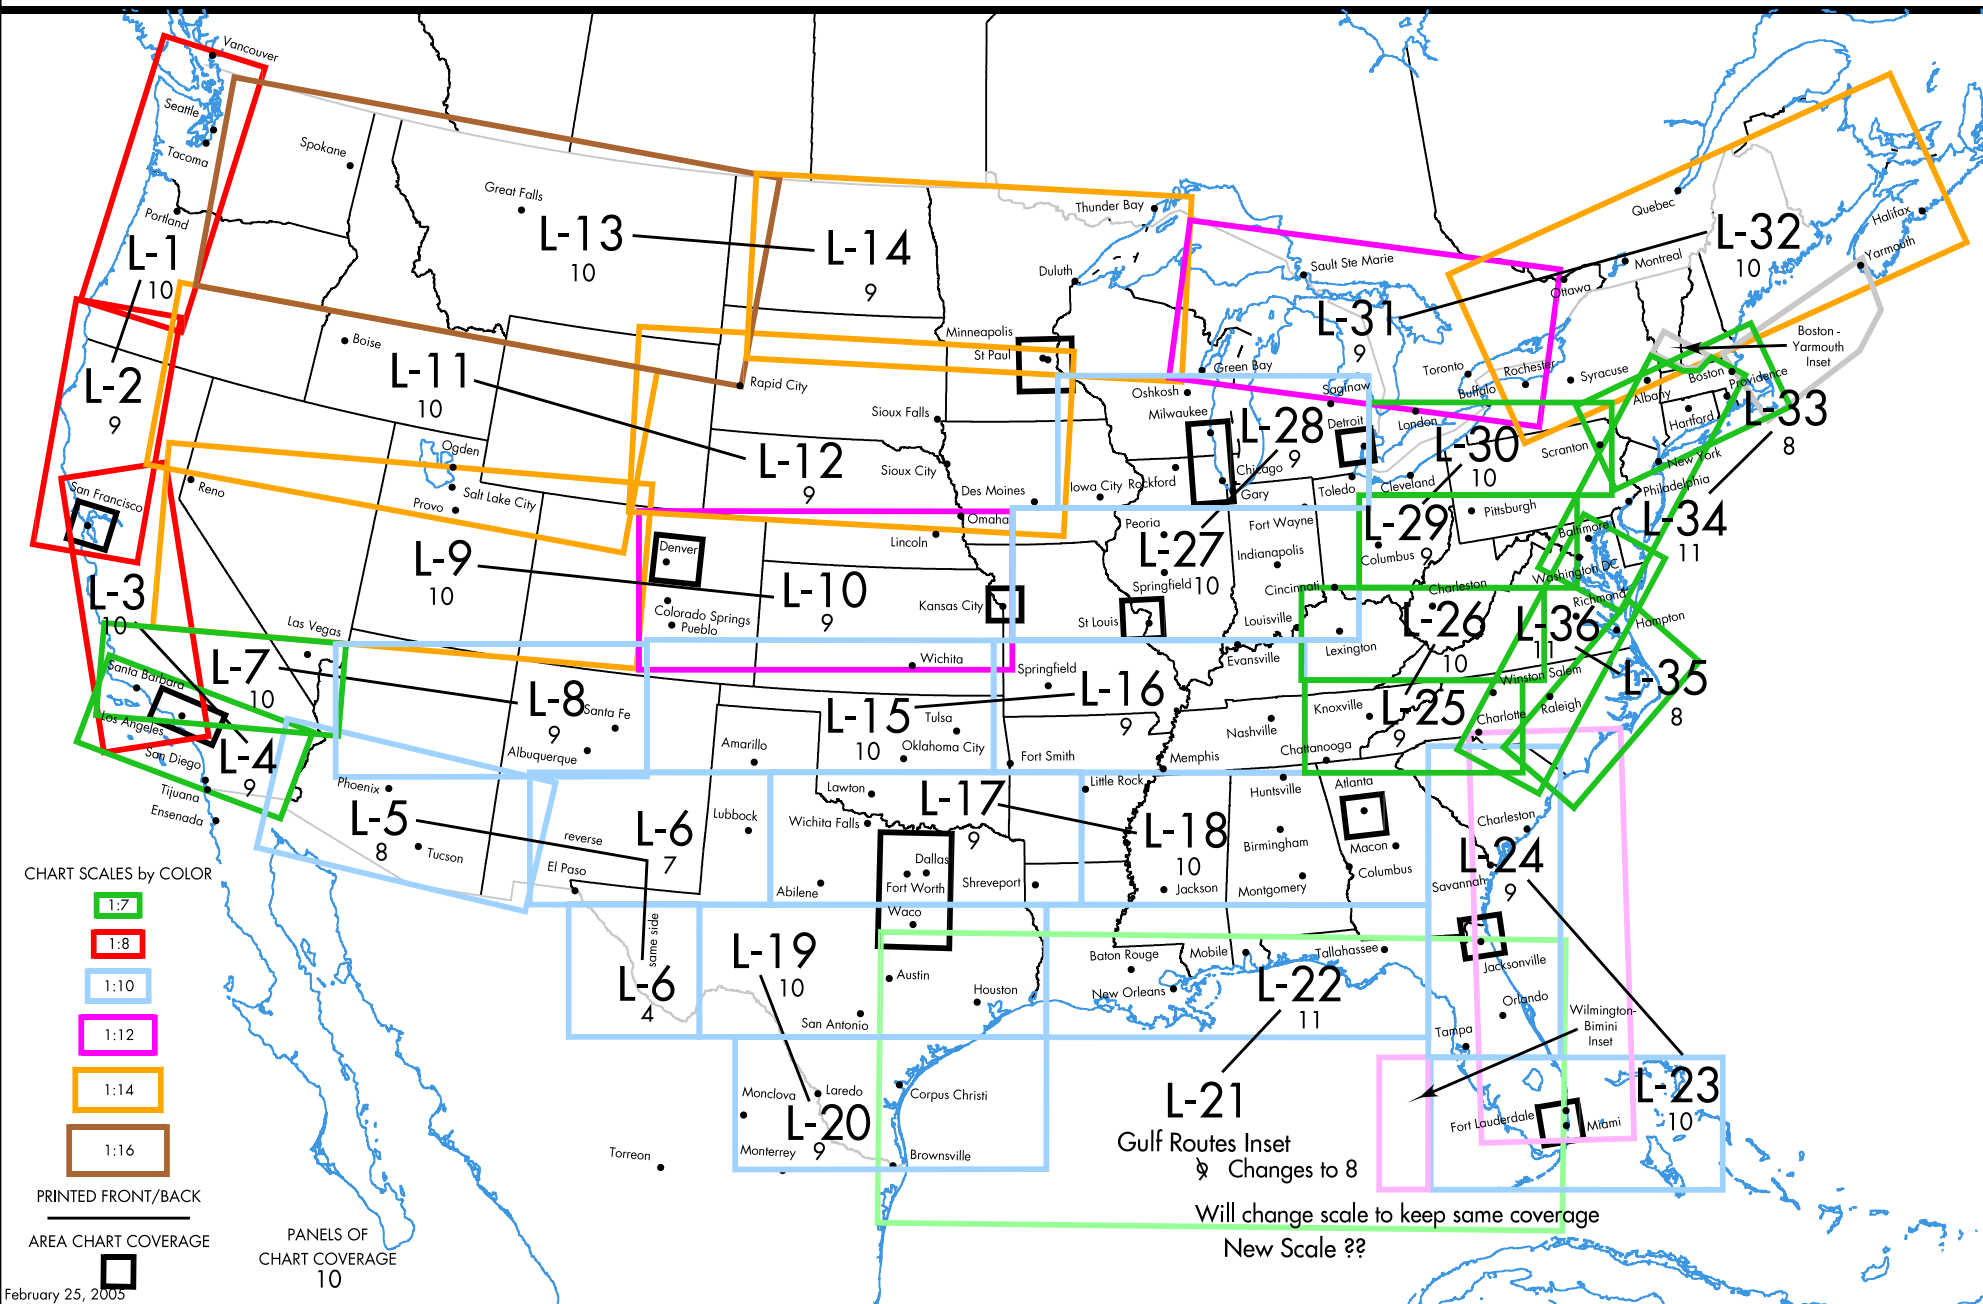 Vancouver
Seattle
Tacoma
Spokane
Portland
Great Falls
L-1
10
L-13
10
L-14
9
Thunder Bay
Duluth
Sault Ste Marie
Quebec
Halifax
Yarmouth
L-32
10
Montreal
Ottawa
L-31
9
Boise
L-2
9
L-11
10
Rapid City
Minneapolis
St Paul
Green Bay
Oshkosh
Saginaw
Toronto
Rochester
Buffalo
Syracuse
Albany
Boston
Providence
Boston -
Yarmouth
Inset
Hartford
L-33
8
Sioux Falls
Milwaukee
L-28
9
Detroit
London
L-30
10
Scranton
New York
Philadelphia
Ogden
Reno
Salt Lake City
Provo
L-12
9
Sioux City
Des Moines
Iowa City
Rockford
Chicago
Gary
Toledo
Cleveland
Pittsburgh
San Francisco
Omaha
Lincoln
Peoria
L-27
10
Fort Wayne
Indianapolis
L-29
9
Columbus
Baltimore
Washington DC
L-34
11
Denver
L-9
10
L-10
9
Colorado Springs
Pueblo
Kansas City
Springfield
St Louis
Cincinnati
Louisville
Lexington
Charleston
L-26
10
L-36
11
Richmond
Hampton
L-3
10
Las Vegas
L-7
10
Santa Barbara
Los Angeles
San Diego
Tijuana
Ensenada
L-4
9
L-8
9
Santa Fe
Albuquerque
Wichita
L-15
10
Tulsa
Oklahoma City
Springfield
L-16
9
Fort Smith
Evansville
Nashville
Memphis
Knoxville
Chattanooga
L-25
9
Winston Salem
Charlotte
Raleigh
L-35
8
Phoenix
L-5
8
Tucson
Amarillo
Lubbock
reverse
L-6
7
El Paso
same side
L-6
4
Lawton
Wichita Falls
Abilene
L-17
9
Dallas
Fort Worth
Waco
Shreveport
Little Rock
L-18
10
Jackson
Huntsville
Birmingham
Montgomery
Atlanta
Macon
Columbus
Charleston
L-24
9
Savannah
Jacksonville
L-19
10
Austin
San Antonio
Houston
Baton Rouge
New Orleans
Mobile
Tallahassee
L-22
11
Orlando
Tampa
Wilmington-
Bimini
Inset
Monclova
Laredo
L-20
9
Monterrey
Torreon
Corpus Christi
Brownsville
L-21
Gulf Routes Inset
9 Changes to 8
Will change scale to keep same coverage
New Scale ??
Fort Lauderdale
Miami
L-23
10
CHART SCALES by COLOR
1:7
1:8
1:10
1:12
1:14
1:16
PRINTED FRONT/BACK
AREA CHART COVERAGE
PANELS OF
CHART COVERAGE
10
February 25, 2005